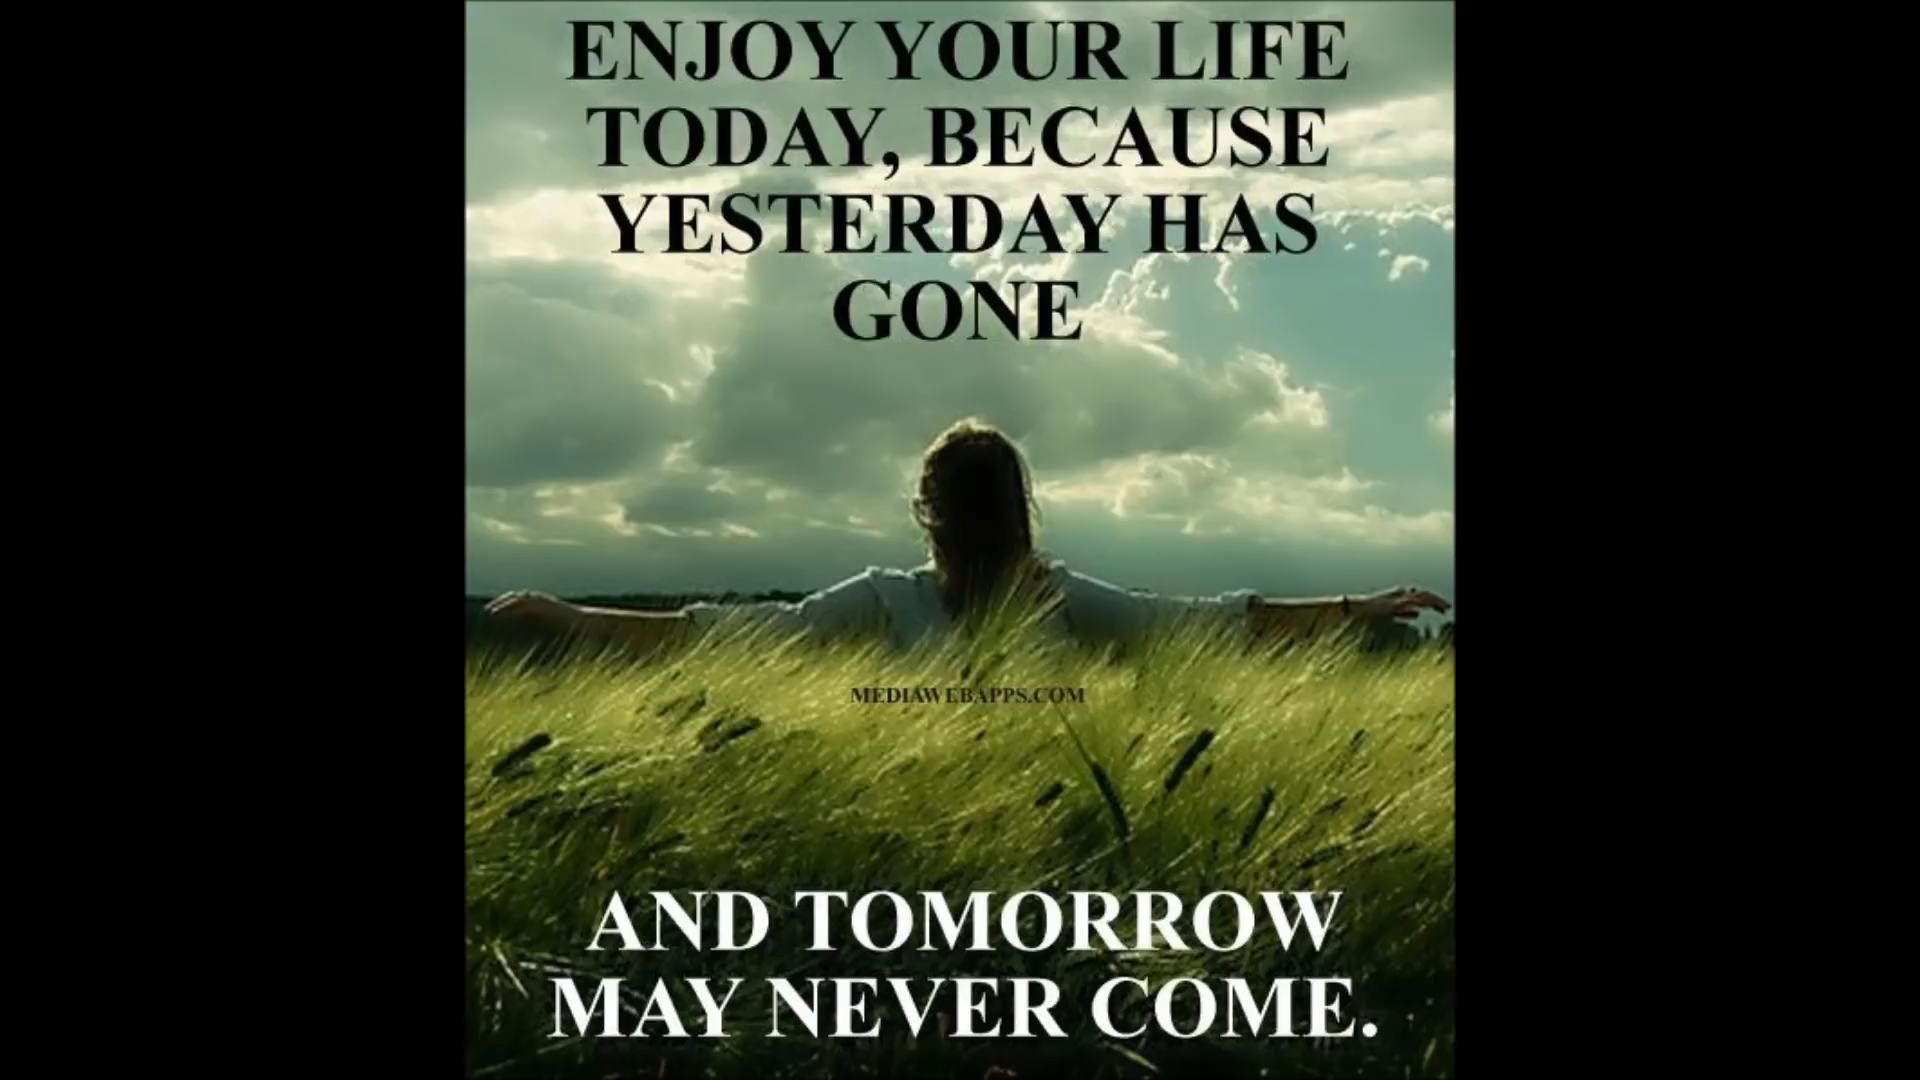 ENJOY YOUR LIFE
TODAY, BECAUSE
YESTERDAY HAS
GONE
MEDIAWEBAPPS.COM
AND TOMORROW
MAY NEVER COME.